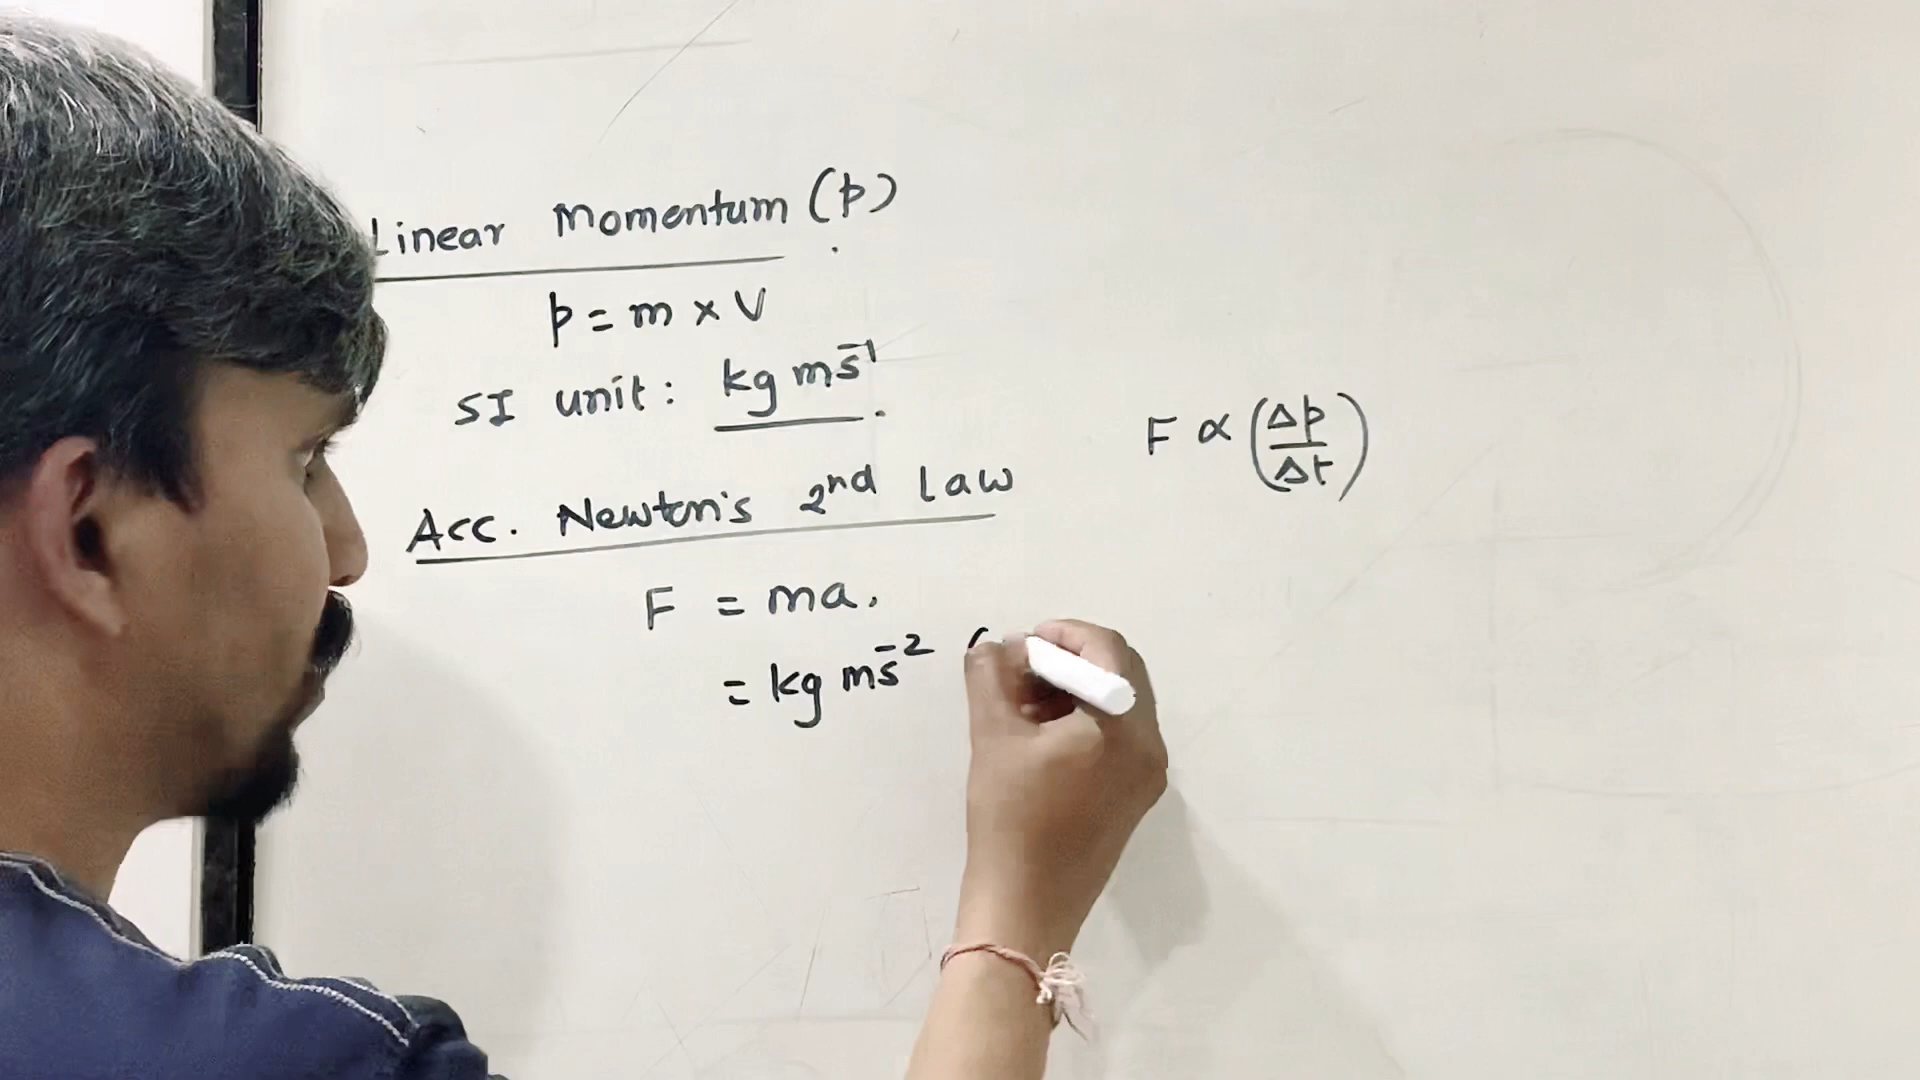 Linear Momentum (p)
p = m × v
SI unit: kg ms⁻¹.
F ∝ (Δp/Δt)
Acc. Newton's 2nd Law
F = ma.
= kg ms⁻² (